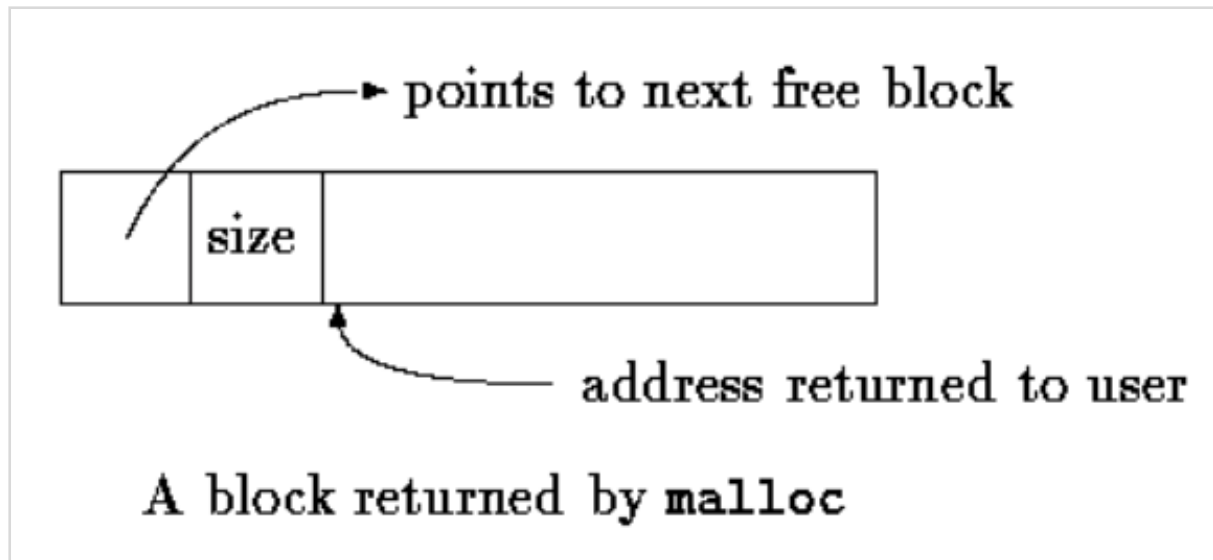 points to next free block
size
address returned to user
A block returned by malloc